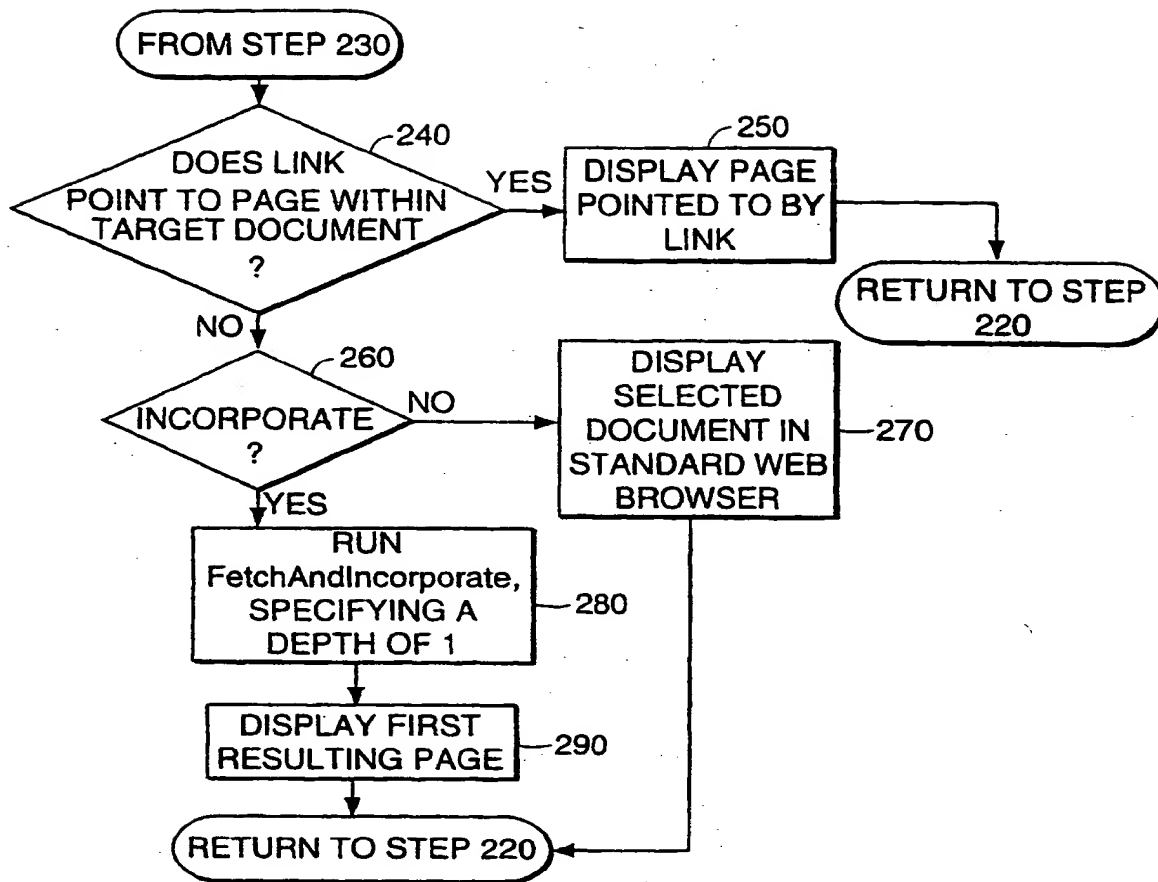 FROM STEP 230
240
DOES LINK
POINT TO PAGE WITHIN
TARGET DOCUMENT
?
YES
250
DISPLAY PAGE
POINTED TO BY
LINK
RETURN TO STEP
220
NO
260
INCORPORATE
?
NO
DISPLAY
SELECTED
DOCUMENT IN
STANDARD WEB
BROWSER
270
YES
RUN
FetchAndIncorporate,
SPECIFYING A
DEPTH OF 1
280
DISPLAY FIRST
RESULTING PAGE
290
RETURN TO STEP 220